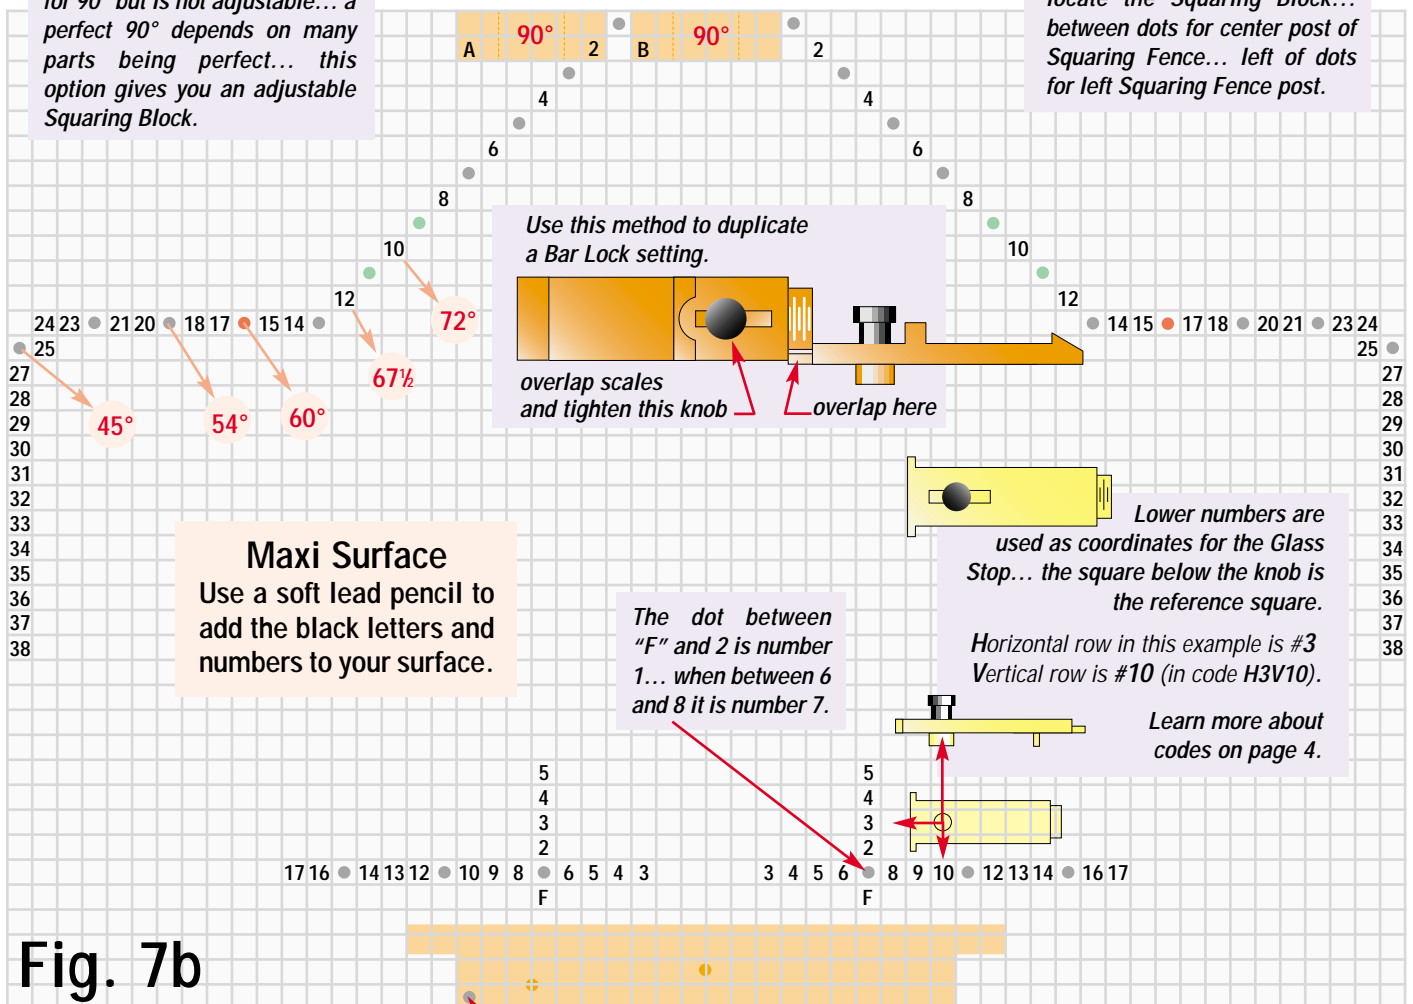 for 90° but is not adjustable… a
perfect 90° depends on many
parts being perfect… this
option gives you an adjustable
Squaring Block.
locate the Squaring Block…
between dots for center post of
Squaring Fence… left of dots
for left Squaring Fence post.
A 90° 2 B 90° 2
4 4
6 6
8 8
10 10
12 12
Use this method to duplicate
a Bar Lock setting.
overlap scales
and tighten this knob
overlap here
72°
67½
24 23 21 20 18 17 15 14
14 15 17 18 20 21 23 24
25 25
45° 54° 60°
27 27
28 28
29 29
30 30
31 31
32 32
33 33
34 34
35 35
36 36
37 37
38 38
Maxi Surface
Use a soft lead pencil to
add the black letters and
numbers to your surface.
The dot between
“F” and 2 is number
1… when between 6
and 8 it is number 7.
Lower numbers are
used as coordinates for the Glass
Stop… the square below the knob is
the reference square.
Horizontal row in this example is #3
Vertical row is #10 (in code H3V10).
Learn more about
codes on page 4.
5 5
4 4
3 3
2 2
17 16 14 13 12 10 9 8 6 5 4 3
3 4 5 6 8 9 10 12 13 14 16 17
F F
Fig. 7b